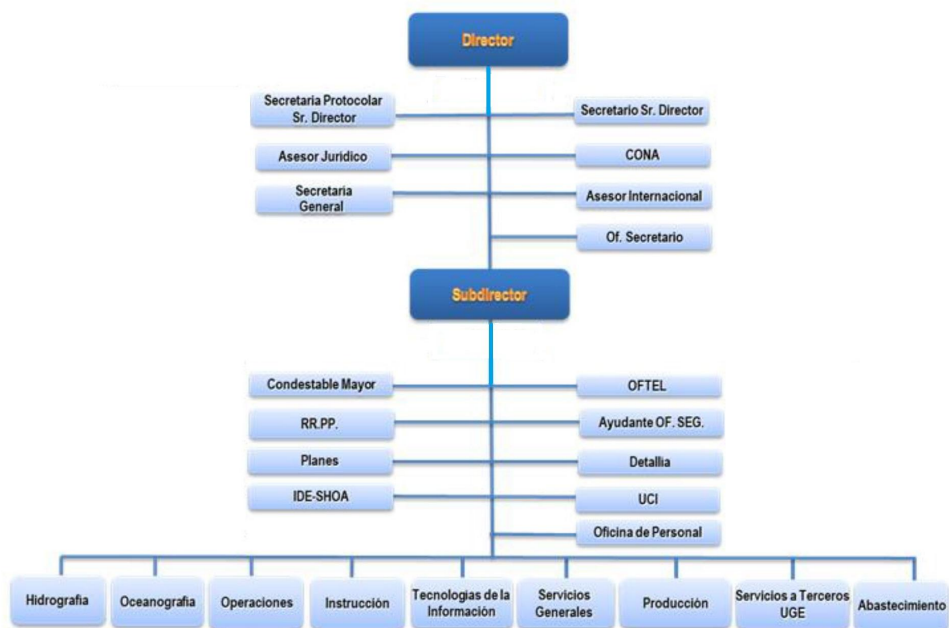 Director
Secretaria Protocolar
Sr. Director
Secretario Sr. Director
Asesor Jurídico
CONA
Secretaria
General
Asesor Internacional
Of. Secretario
Subdirector
Condestable Mayor
OFTEL
RR.PP.
Ayudante OF. SEG.
Planes
Detallia
IDE-SHOA
UCI
Oficina de Personal
Hidrografia
Oceanografia
Operaciones
Instrucción
Tecnologias de la
Información
Servicios
Generales
Producción
Servicios a Terceros
UGE
Abastecimiento